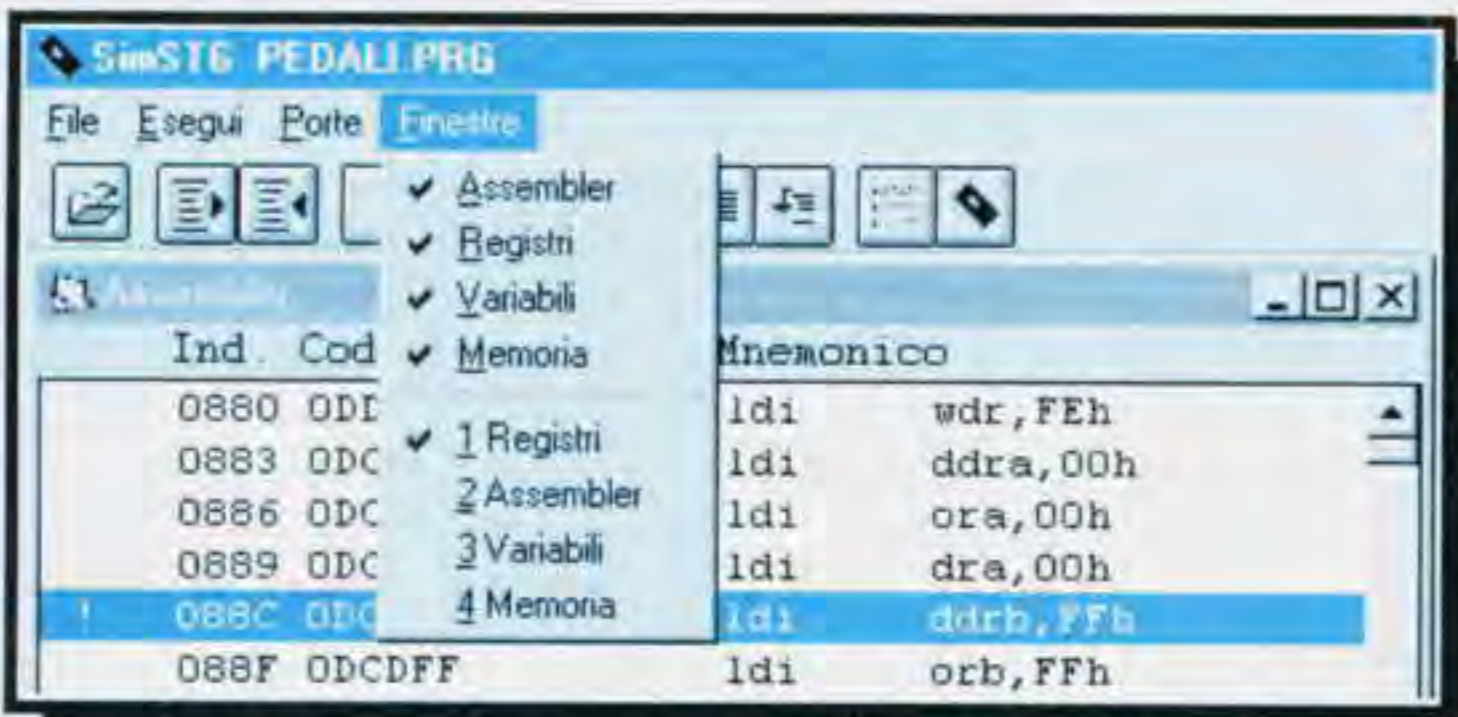 SimST6 PEDALI.PRG
File Esegui Porte Finestre
Assembler
Registri
Variabili
Memoria
1 Registri
2 Assembler
3 Variabili
4 Memoria
Assembler
Ind. Cod Mnemonico
0880 0DD ldi wdr,FEh
0883 0DC ldi ddra,00h
0886 0DC ldi ora,00h
0889 0DC ldi dra,00h
! 088C 0DC ldi ddrb,FFh
088F 0DCDFF ldi orb,FFh